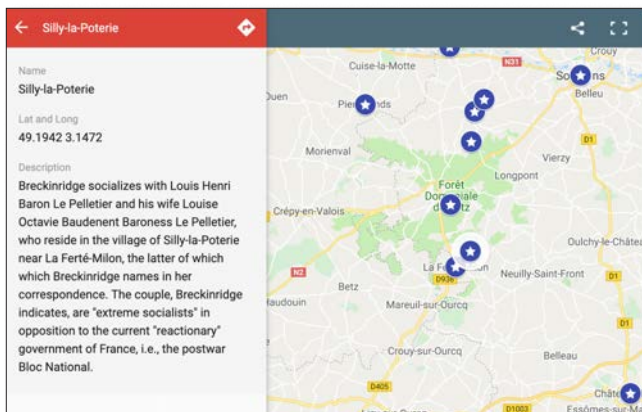 Silly-la-Poterie
Name
Silly-la-Poterie
Lat and Long
49.1942 3.1472
Description
Breckinridge socializes with Louis Henri
Baron Le Pelletier and his wife Louise
Octavie Baudenent Baroness Le Pelletier,
who reside in the village of Silly-la-Poterie
near La Ferté-Milon, the latter of which
which Breckinridge names in her
correspondence. The couple, Breckinridge
indicates, are "extreme socialists" in
opposition to the current "reactionary"
government of France, i.e., the postwar
Bloc National.
Crouy
N31
Cuise-la-Motte
Belleu
D1
Morienval
Vierzy
Longpont
Forêt
Crépy-en-Valois
Oulchy-le-Châte
N2
D936
Neuilly-Saint-Front
Betz
D1
Mareuil-sur-Ourcq
Crouy-sur-Ourcq
Belleau
D405
D1003